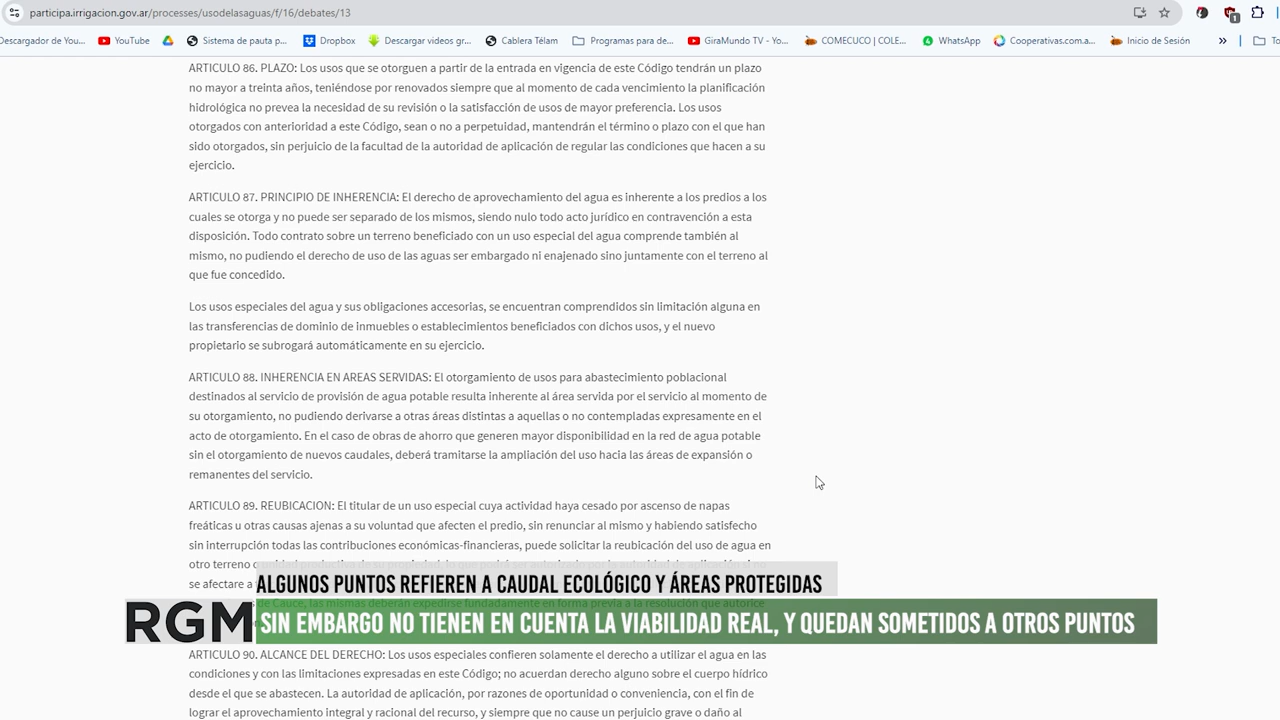 participa.irrigacion.gov.ar/processes/usodelasaguas/f/16/debates/13
Descargador de You... YouTube Sistema de pauta p... Dropbox Descargar videos gr... Cablera Télam Programas para de... GiraMundo TV - Yo... COMECUCO | COLE... WhatsApp Cooperativas.com.a... Inicio de Sesión » To
ARTICULO 86. PLAZO: Los usos que se otorguen a partir de la entrada en vigencia de este Código tendrán un plazo
no mayor a treinta años, teniéndose por renovados siempre que al momento de cada vencimiento la planificación
hidrológica no prevea la necesidad de su revisión o la satisfacción de usos de mayor preferencia. Los usos
otorgados con anterioridad a este Código, sean o no a perpetuidad, mantendrán el término o plazo con el que han
sido otorgados, sin perjuicio de la facultad de la autoridad de aplicación de regular las condiciones que hacen a su
ejercicio.
ARTICULO 87. PRINCIPIO DE INHERENCIA: El derecho de aprovechamiento del agua es inherente a los predios a los
cuales se otorga y no puede ser separado de los mismos, siendo nulo todo acto jurídico en contravención a esta
disposición. Todo contrato sobre un terreno beneficiado con un uso especial del agua comprende también al
mismo, no pudiendo el derecho de uso de las aguas ser embargado ni enajenado sino juntamente con el terreno al
que fue concedido.
Los usos especiales del agua y sus obligaciones accesorias, se encuentran comprendidos sin limitación alguna en
las transferencias de dominio de inmuebles o establecimientos beneficiados con dichos usos, y el nuevo
propietario se subrogará automáticamente en su ejercicio.
ARTICULO 88. INHERENCIA EN AREAS SERVIDAS: El otorgamiento de usos para abastecimiento poblacional
destinados al servicio de provisión de agua potable resulta inherente al área servida por el servicio al momento de
su otorgamiento, no pudiendo derivarse a otras áreas distintas a aquellas o no contempladas expresamente en el
acto de otorgamiento. En el caso de obras de ahorro que generen mayor disponibilidad en la red de agua potable
sin el otorgamiento de nuevos caudales, deberá tramitarse la ampliación del uso hacia las áreas de expansión o
remanentes del servicio.
ARTICULO 89. REUBICACION: El titular de un uso especial cuya actividad haya cesado por ascenso de napas
freáticas u otras causas ajenas a su voluntad que afecten el predio, sin renunciar al mismo y habiendo satisfecho
sin interrupción todas las contribuciones económicas-financieras, puede solicitar la reubicación del uso de agua en
otro terreno
se afectare a
ALGUNOS PUNTOS REFIEREN A CAUDAL ECOLÓGICO Y ÁREAS PROTEGIDAS
de Cauce, las mismas deberán expedirse fundadamente en forma previa a la resolución que autorice
RGM SIN EMBARGO NO TIENEN EN CUENTA LA VIABILIDAD REAL, Y QUEDAN SOMETIDOS A OTROS PUNTOS
ARTICULO 90. ALCANCE DEL DERECHO: Los usos especiales confieren solamente el derecho a utilizar el agua en las
condiciones y con las limitaciones expresadas en este Código; no acuerdan derecho alguno sobre el cuerpo hídrico
desde el que se abastecen. La autoridad de aplicación, por razones de oportunidad o conveniencia, con el fin de
lograr el aprovechamiento integral y racional del recurso, y siempre que no cause un perjuicio grave o daño al